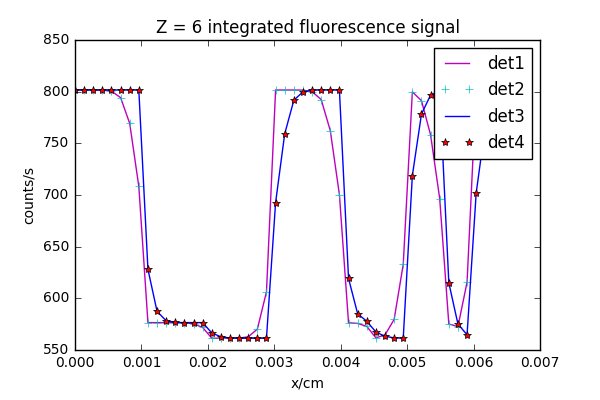 Z = 6 integrated fluorescence signal
850
800
750
700
650
600
550
counts/s
det1
det2
det3
det4
0.000 0.001 0.002 0.003 0.004 0.005 0.006 0.007
x/cm